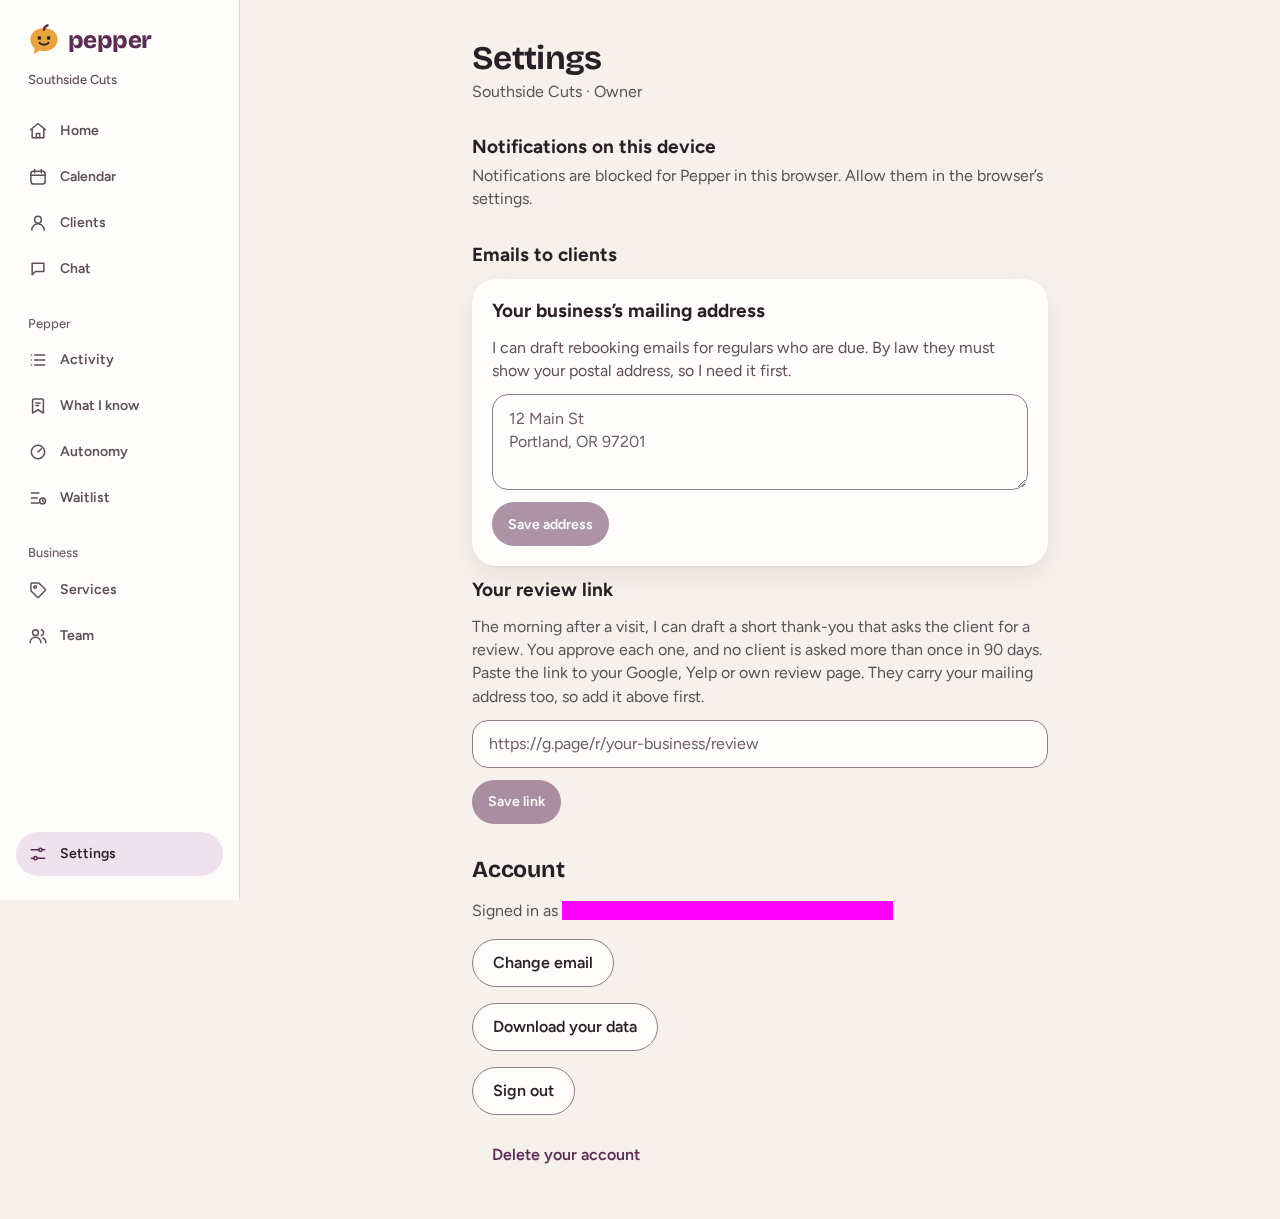 pepper
Southside Cuts
Home
Calendar
Clients
Chat
Pepper
Activity
What I know
Autonomy
Waitlist
Business
Services
Team
Settings
Settings
Southside Cuts · Owner
Notifications on this device
Notifications are blocked for Pepper in this browser. Allow them in the browser’s
settings.
Emails to clients
Your business’s mailing address
I can draft rebooking emails for regulars who are due. By law they must
show your postal address, so I need it first.
12 Main St
Portland, OR 97201
Save address
Your review link
The morning after a visit, I can draft a short thank-you that asks the client for a
review. You approve each one, and no client is asked more than once in 90 days.
Paste the link to your Google, Yelp or own review page. They carry your mailing
address too, so add it above first.
https://g.page/r/your-business/review
Save link
Account
Signed in as
Change email
Download your data
Sign out
Delete your account